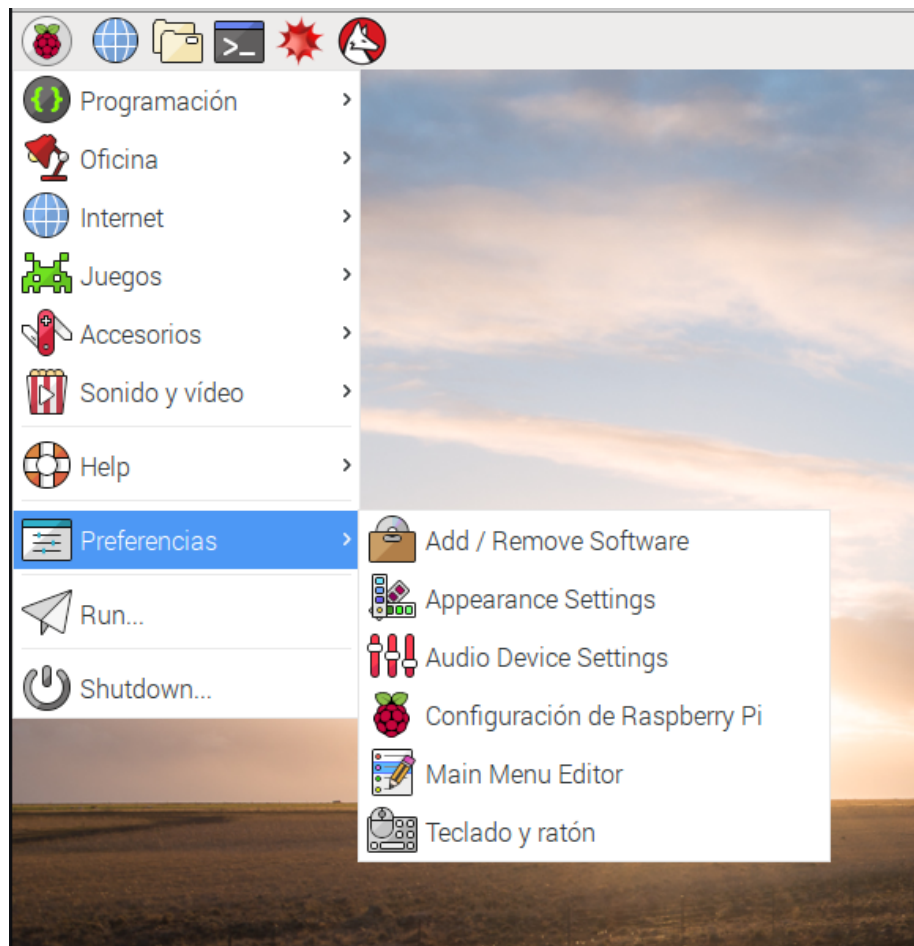 >_
Programación
Oficina
Internet
Juegos
Accesorios
Sonido y vídeo
Help
Preferencias
Run...
Shutdown...
Add / Remove Software
Appearance Settings
Audio Device Settings
Configuración de Raspberry Pi
Main Menu Editor
Teclado y ratón